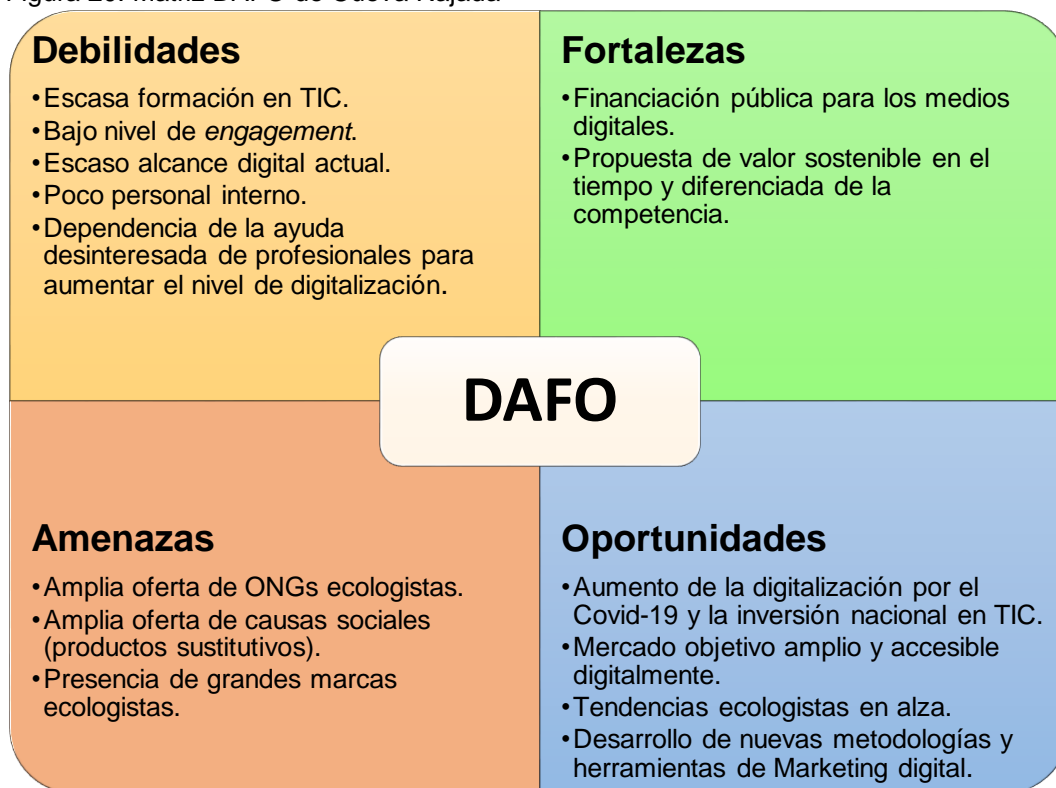 Debilidades
•Escasa formación en TIC.
•Bajo nivel de engagement.
•Escaso alcance digital actual.
•Poco personal interno.
•Dependencia de la ayuda
desinteresada de profesionales para
aumentar el nivel de digitalización.
Fortalezas
•Financiación pública para los medios
digitales.
•Propuesta de valor sostenible en el
tiempo y diferenciada de la
competencia.
DAFO
Amenazas
•Amplia oferta de ONGs ecologistas.
•Amplia oferta de causas sociales
(productos sustitutivos).
•Presencia de grandes marcas
ecologistas.
Oportunidades
•Aumento de la digitalización por el
Covid-19 y la inversión nacional en TIC.
•Mercado objetivo amplio y accesible
digitalmente.
•Tendencias ecologistas en alza.
•Desarrollo de nuevas metodologías y
herramientas de Marketing digital.